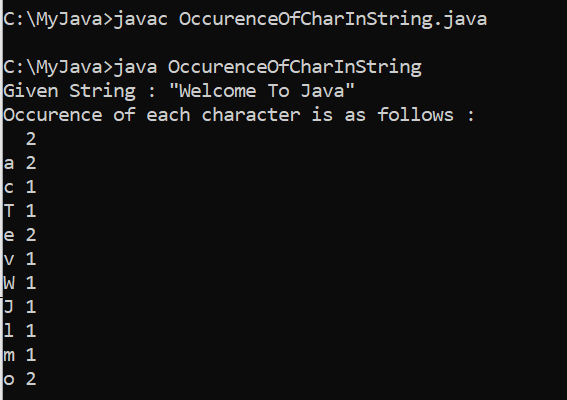 C:\MyJava>javac OccurenceOfCharInString.java
C:\MyJava>java OccurenceOfCharInString
Given String : "Welcome To Java"
Occurence of each character is as follows :
  2
a 2
c 1
T 1
e 2
v 1
W 1
J 1
l 1
m 1
o 2